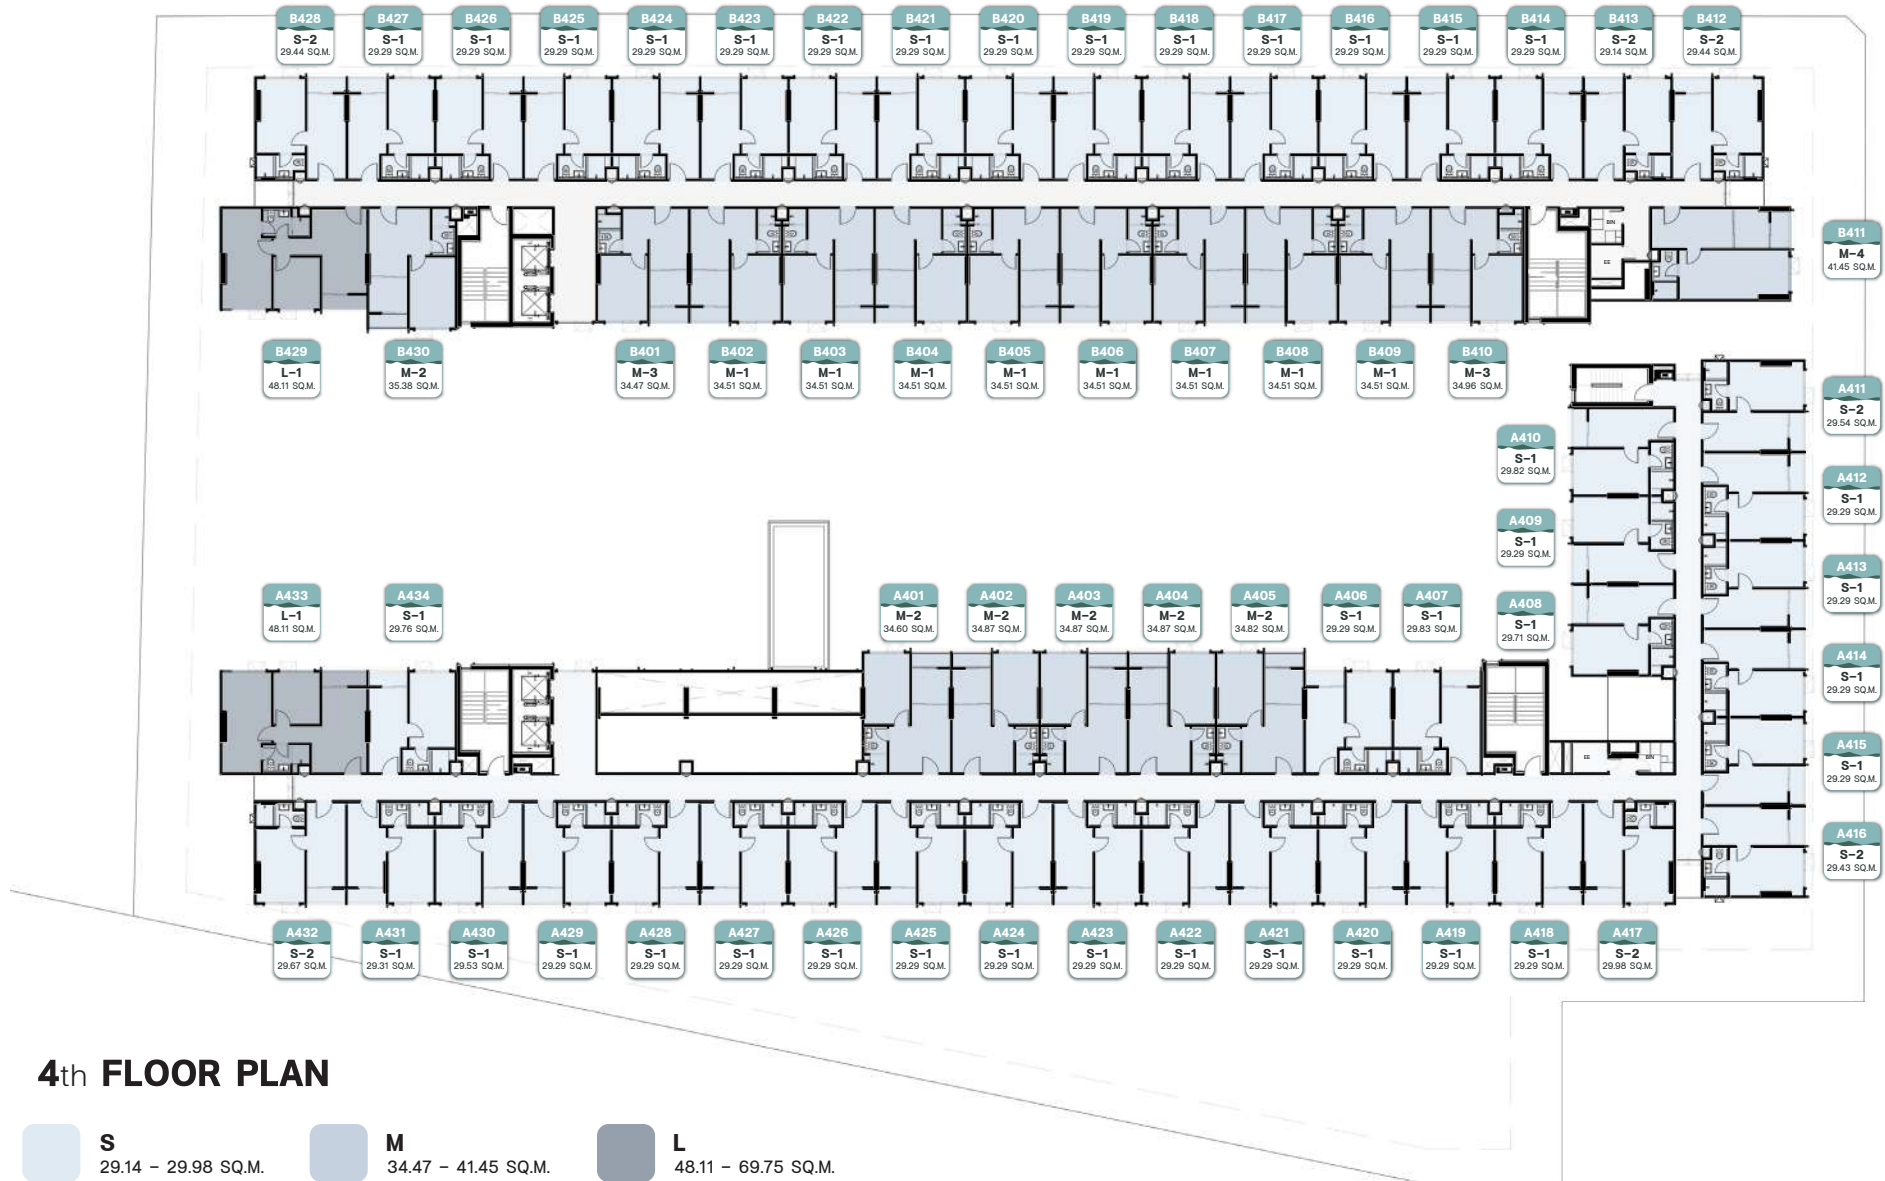 B428
S-2
29.44 SQ.M.
B427
S-1
29.29 SQ.M.
B426
S-1
29.29 SQ.M.
B425
S-1
29.29 SQ.M.
B424
S-1
29.29 SQ.M.
B423
S-1
29.29 SQ.M.
B422
S-1
29.29 SQ.M.
B421
S-1
29.29 SQ.M.
B420
S-1
29.29 SQ.M.
B419
S-1
29.29 SQ.M.
B418
S-1
29.29 SQ.M.
B417
S-1
29.29 SQ.M.
B416
S-1
29.29 SQ.M.
B415
S-1
29.29 SQ.M.
B414
S-1
29.29 SQ.M.
B413
S-2
29.14 SQ.M.
B412
S-2
29.44 SQ.M.
BIN
EE
B411
M-4
41.45 SQ.M.
B429
L-1
48.11 SQ.M.
B430
M-2
35.38 SQ.M.
B401
M-3
34.47 SQ.M.
B402
M-1
34.51 SQ.M.
B403
M-1
34.51 SQ.M.
B404
M-1
34.51 SQ.M.
B405
M-1
34.51 SQ.M.
B406
M-1
34.51 SQ.M.
B407
M-1
34.51 SQ.M.
B408
M-1
34.51 SQ.M.
B409
M-1
34.51 SQ.M.
B410
M-3
34.96 SQ.M.
A411
S-2
29.54 SQ.M.
A410
S-1
29.82 SQ.M.
A412
S-1
29.29 SQ.M.
A409
S-1
29.29 SQ.M.
A413
S-1
29.29 SQ.M.
A433
L-1
48.11 SQ.M.
A434
S-1
29.76 SQ.M.
A401
M-2
34.60 SQ.M.
A402
M-2
34.87 SQ.M.
A403
M-2
34.87 SQ.M.
A404
M-2
34.87 SQ.M.
A405
M-2
34.82 SQ.M.
A406
S-1
29.29 SQ.M.
A407
S-1
29.83 SQ.M.
A408
S-1
29.71 SQ.M.
A414
S-1
29.29 SQ.M.
A415
S-1
29.29 SQ.M.
EE
BIN
A416
S-2
29.43 SQ.M.
A432
S-2
29.67 SQ.M.
A431
S-1
29.31 SQ.M.
A430
S-1
29.53 SQ.M.
A429
S-1
29.29 SQ.M.
A428
S-1
29.29 SQ.M.
A427
S-1
29.29 SQ.M.
A426
S-1
29.29 SQ.M.
A425
S-1
29.29 SQ.M.
A424
S-1
29.29 SQ.M.
A423
S-1
29.29 SQ.M.
A422
S-1
29.29 SQ.M.
A421
S-1
29.29 SQ.M.
A420
S-1
29.29 SQ.M.
A419
S-1
29.29 SQ.M.
A418
S-1
29.29 SQ.M.
A417
S-2
29.98 SQ.M.
4th FLOOR PLAN
S
29.14 - 29.98 SQ.M.
M
34.47 - 41.45 SQ.M.
L
48.11 - 69.75 SQ.M.